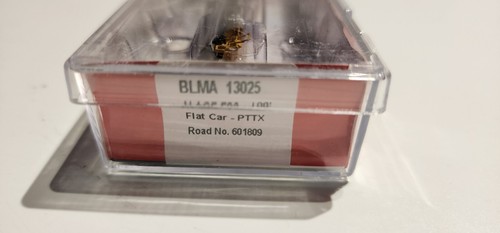 BLMA 13025
Flat Car - PTTX
Road No. 601809